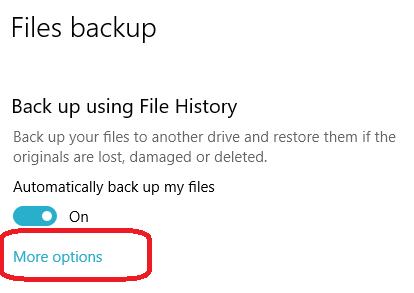 Files backup
Back up using File History
Back up your files to another drive and restore them if the
originals are lost, damaged or deleted.
Automatically back up my files
On
More options